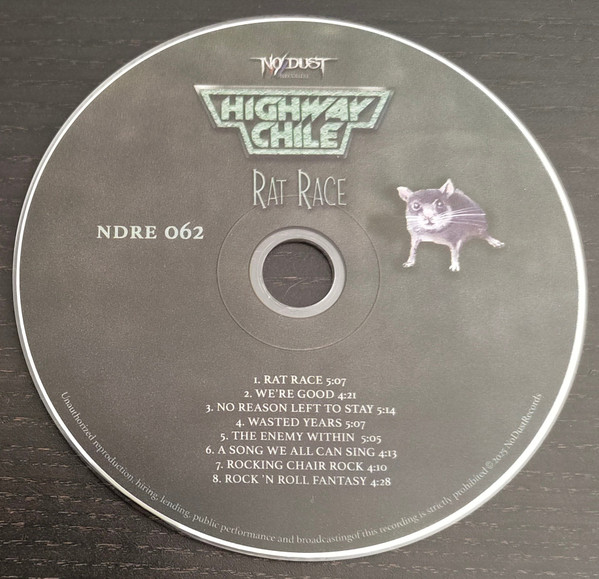 NO DUST
RECORDS
HIGHWAY
CHILE
RAT RACE
NDRE 062
1. RAT RACE 5:07
2. WE'RE GOOD 4:21
3. NO REASON LEFT TO STAY 5:14
4. WASTED YEARS 5:07
5. THE ENEMY WITHIN 5:05
6. A SONG WE ALL CAN SING 4:13
7. ROCKING CHAIR ROCK 4:10
8. ROCK 'N ROLL FANTASY 4:28
Unauthorized reproduction, hiring, lending, public performance and broadcastingof this recording is strictly prohibited © 2025 NoDustRecords